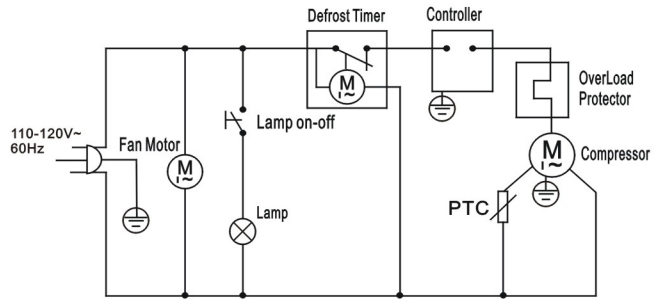 Defrost Timer
Controller
M
~
OverLoad
Protector
110-120V~
60Hz
Fan Motor
M
~
Lamp on-off
M
~
Compressor
PTC
Lamp